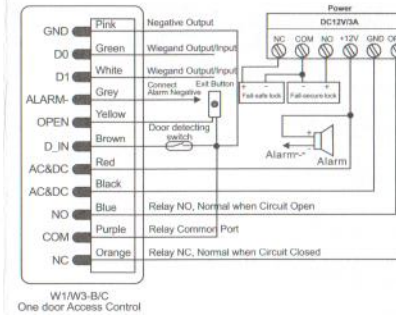 Power
DC12V/3A
NC COM NO +12V GND
GND Pink Negative Output
D0 Green Wiegand Output/Input
D1 White Wiegand Output/Input
ALARM- Grey Connect Alarm Negative Exit Button
OPEN Yellow
D_IN Brown Door detecting switch
AC&DC Red
AC&DC Black
NO Blue Relay NO, Normal when Circuit Open
COM Purple Relay Common Port
NC Orange Relay NC, Normal when Circuit Closed
+ - - +
Fail-safe lock Fail-secure lock
+
-
Alarm"-" Alarm
W1/W3-B/C
One door Access Control